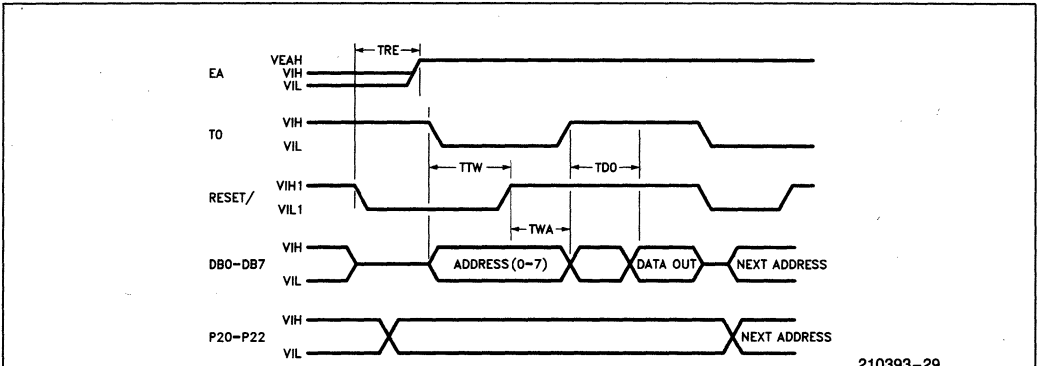 TRE
VEAH
EA VIH
VIL
T0 VIH
VIL
TTW TDO
RESET/ VIH1
VIL1
TWA
DB0-DB7 VIH ADDRESS (0-7) DATA OUT NEXT ADDRESS
VIL
P20-P22 VIH NEXT ADDRESS
VIL
210393-29